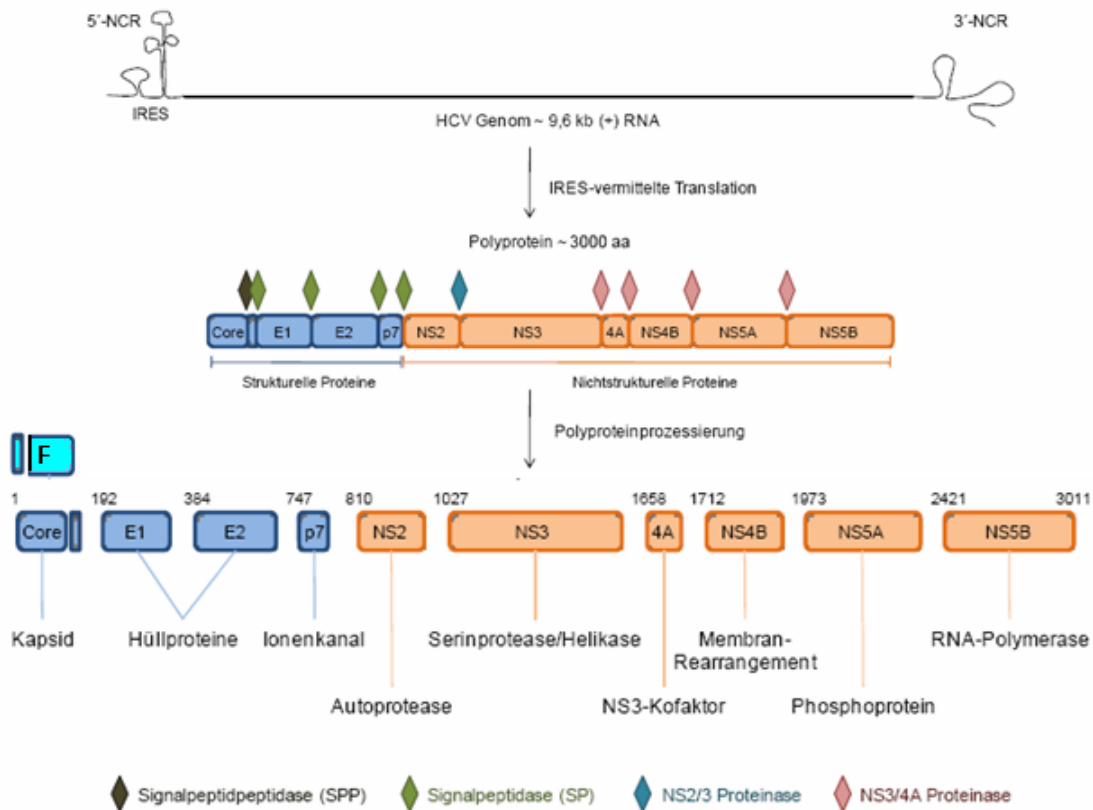 5´-NCR
3´-NCR
IRES
HCV Genom ~ 9,6 kb (+) RNA
IRES-vermittelte Translation
Polyprotein ~ 3000 aa
Core E1 E2 p7 NS2 NS3 4A NS4B NS5A NS5B
Strukturelle Proteine
Nichtstrukturelle Proteine
Polyproteinprozessierung
F
1 192 384 747 810 1027 1658 1712 1973 2421 3011
Core E1 E2 p7 NS2 NS3 4A NS4B NS5A NS5B
Kapsid Hüllproteine Ionenkanal Serinprotease/Helikase Membran- RNA-Polymerase
Rearrangement
Autoprotease NS3-Kofaktor Phosphoprotein
Signalpeptidpeptidase (SPP) Signalpeptidase (SP) NS2/3 Proteinase NS3/4A Proteinase